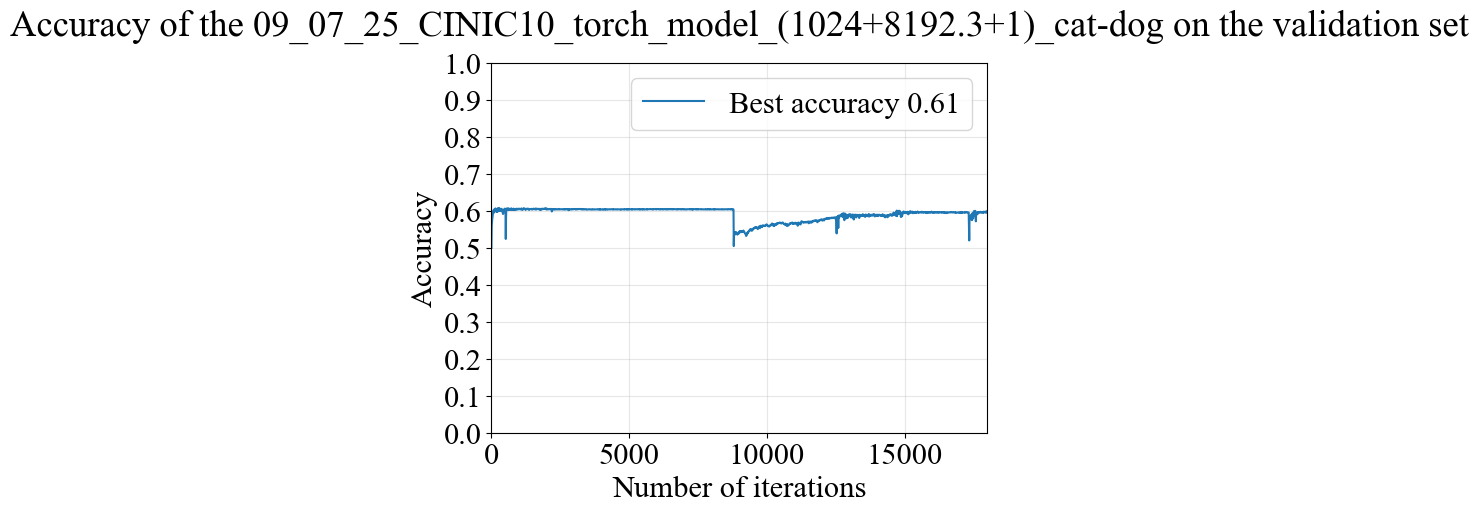 Accuracy of the 09_07_25_CINIC10_torch_model_(1024+8192.3+1)_cat-dog on the validation set
1.0
Best accuracy 0.61
0.9
0.8
0.7
0.6
0.5
0.4
0.3
0.2
0.1
0.0
Accuracy
0 5000 10000 15000
Number of iterations